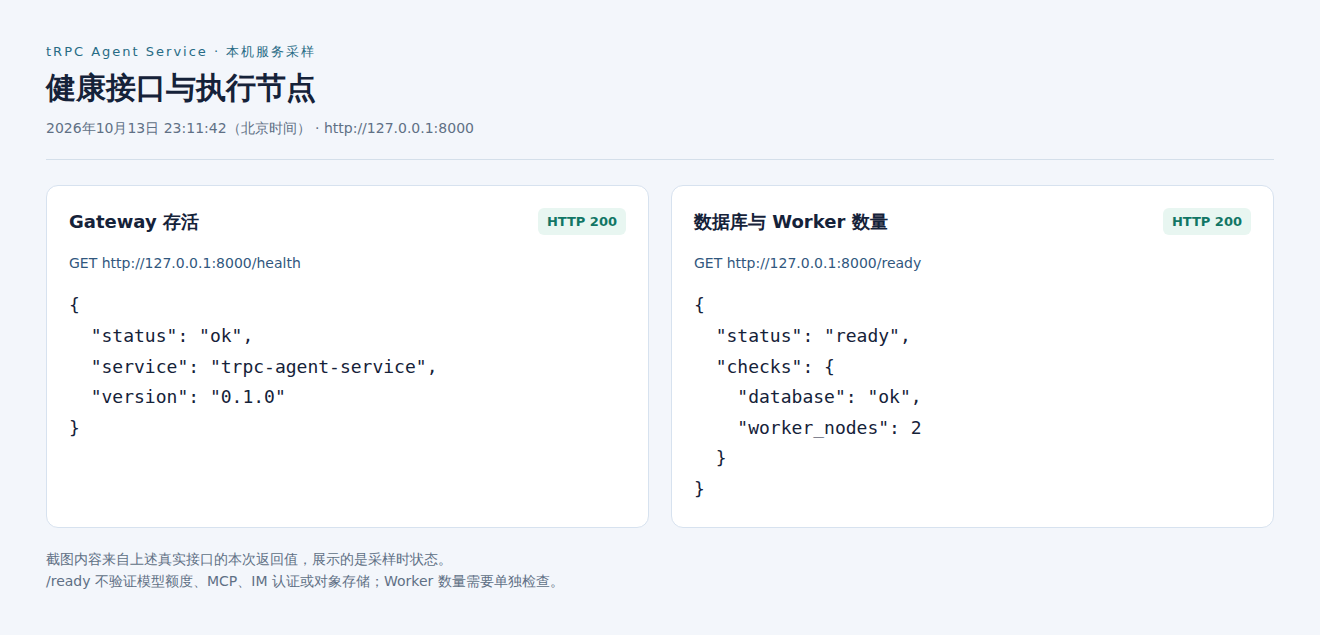 tRPC Agent Service · 本机服务采样
健康接口与执行节点
2026年10月13日 23:11:42（北京时间） · http://127.0.0.1:8000
Gateway 存活
HTTP 200
GET http://127.0.0.1:8000/health
{
  "status": "ok",
  "service": "trpc-agent-service",
  "version": "0.1.0"
}
数据库与 Worker 数量
HTTP 200
GET http://127.0.0.1:8000/ready
{
  "status": "ready",
  "checks": {
    "database": "ok",
    "worker_nodes": 2
  }
}
截图内容来自上述真实接口的本次返回值，展示的是采样时状态。
/ready 不验证模型额度、MCP、IM 认证或对象存储；Worker 数量需要单独检查。